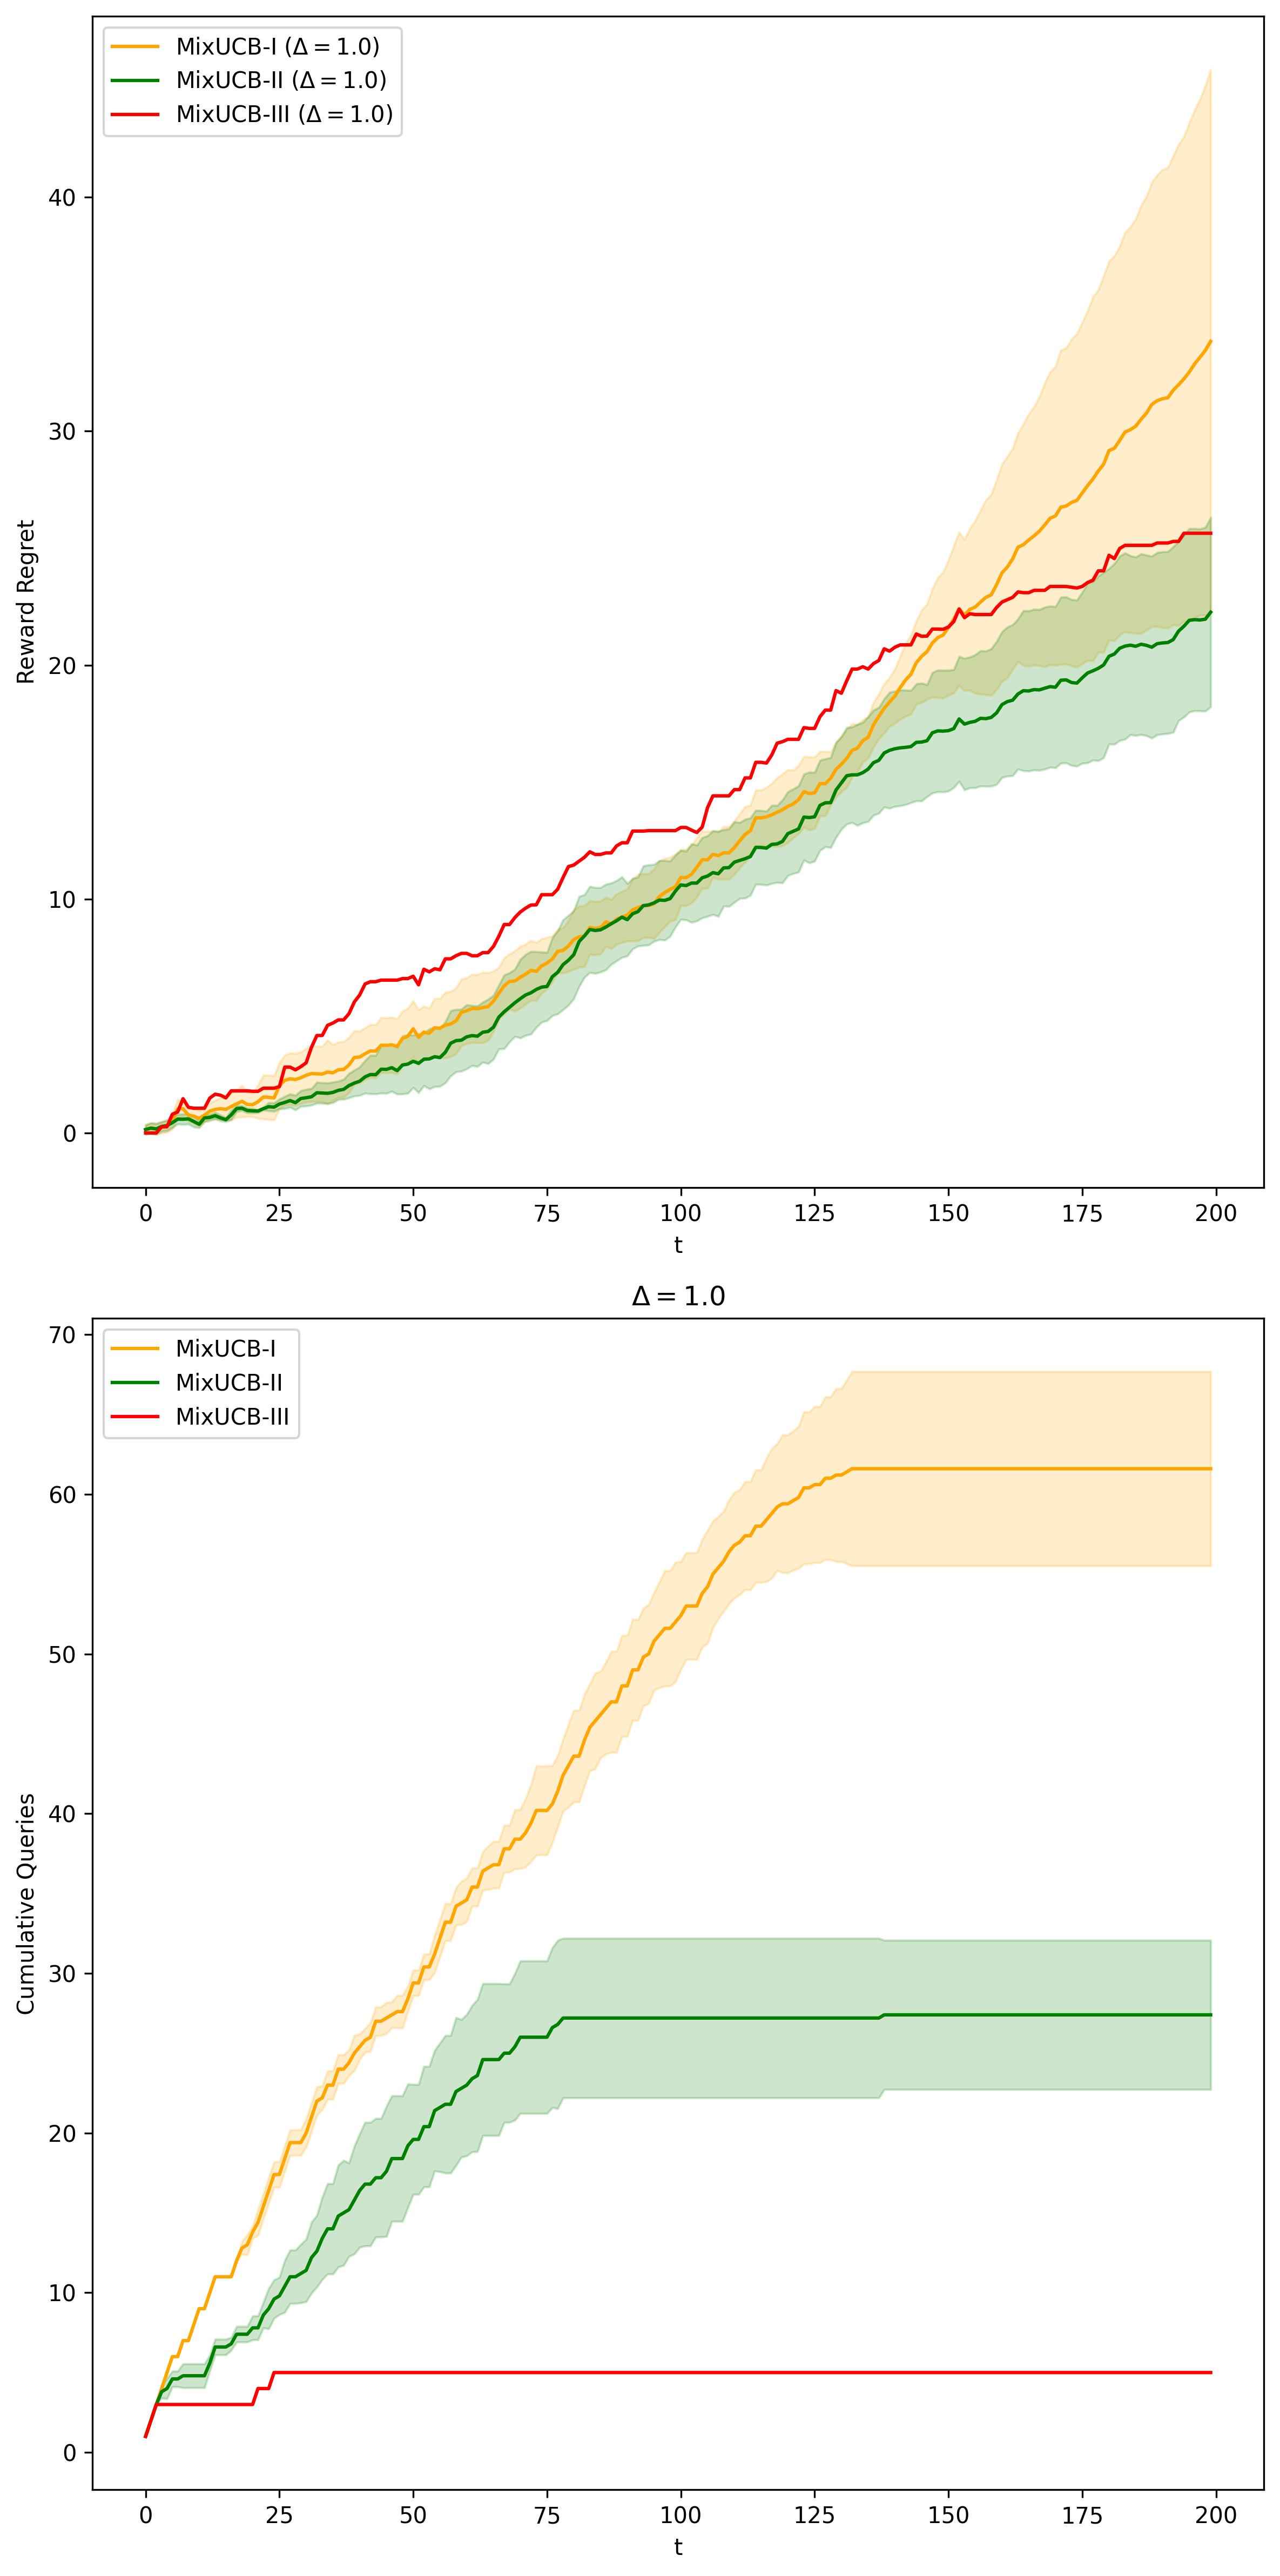 MixUCB-I (Δ = 1.0)
MixUCB-II (Δ = 1.0)
MixUCB-III (Δ = 1.0)
40
30
20
10
0
Reward Regret
0 25 50 75 100 125 150 175 200
t
Δ = 1.0
MixUCB-I
MixUCB-II
MixUCB-III
70
60
50
40
30
20
10
0
Cumulative Queries
0 25 50 75 100 125 150 175 200
t